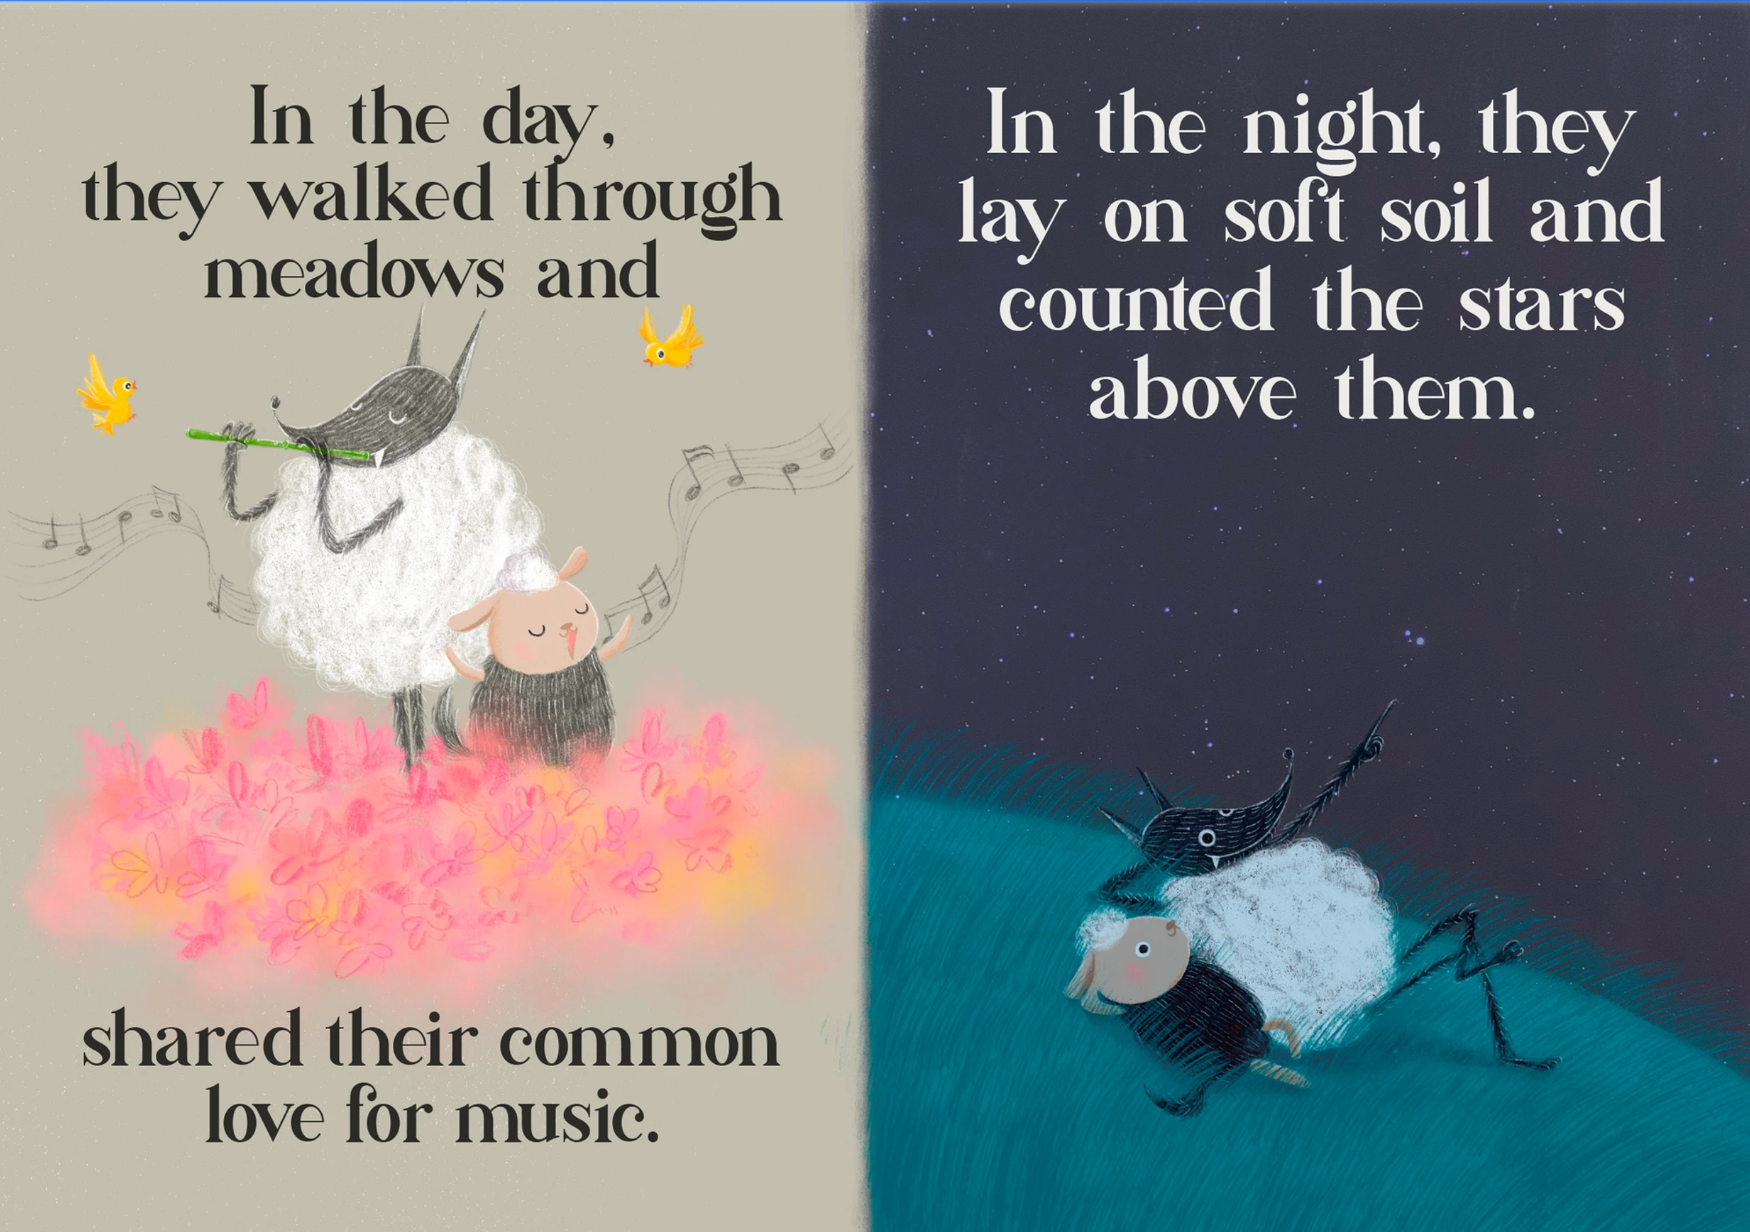 In the day,
they walked through
meadows and
shared their common
love for music.
In the night, they
lay on soft soil and
counted the stars
above them.